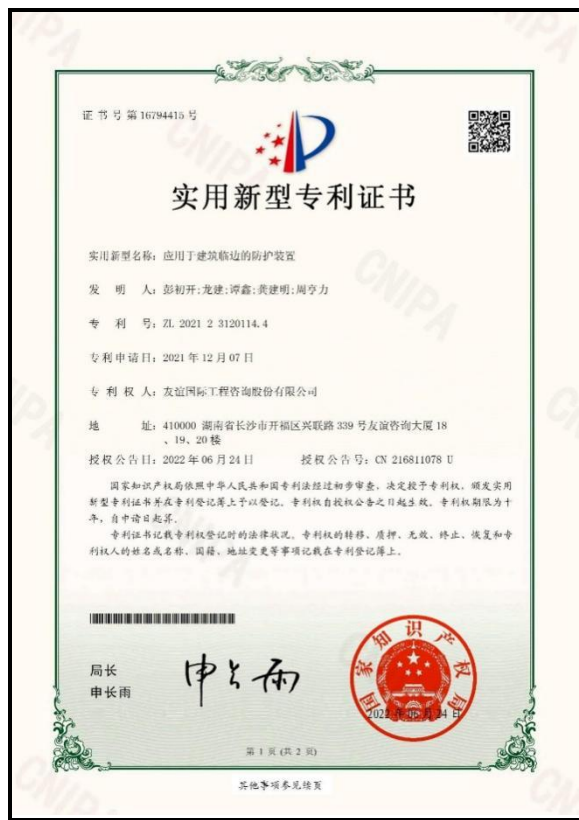 证书号第16794415号
实用新型专利证书
实用新型名称：应用于建筑临边的防护装置
发 明 人：彭初开;龙建;谭鑫;龚建明;周亨力
专 利 号：ZL 2021 2 3120114.4
专利申请日：2021年12月07日
专 利 权 人：友谊国际工程咨询股份有限公司
地 址：410000 湖南省长沙市开福区兴联路339号友谊咨询大厦18
、19、20楼
授权公告日：2022年06月24日 授权公告号：CN 216811078 U
国家知识产权局依照中华人民共和国专利法经过初步审查，决定授予专利权，颁发实用
新型专利证书并在专利登记簿上予以登记。专利权自授权公告之日起生效。专利权期限为十
年，自申请日起算。
专利证书记载专利权登记时的法律状况。专利权的转移、质押、无效、终止、恢复和专
利权人的姓名或名称、国籍、地址变更等事项记载在专利登记簿上。
局长
申长雨
申长雨
国家知识产权局
2022年06月24日
第 1 页 (共 2 页)
其他事项参见续页
CNIPA